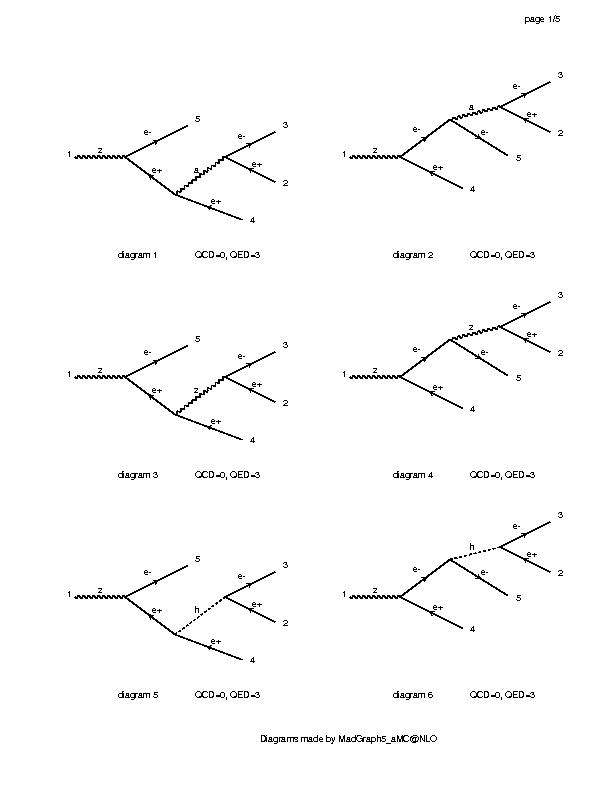 page 1/5
1 z e- 5 e+ a e- 3 e+ 2 e+ 4
diagram 1 QCD=0, QED=3
1 z e- a e- 3 e+ 2 e- 5 e+ 4
diagram 2 QCD=0, QED=3
1 z e- 5 e+ z e- 3 e+ 2 e+ 4
diagram 3 QCD=0, QED=3
1 z e- z e- 3 e+ 2 e- 5 e+ 4
diagram 4 QCD=0, QED=3
1 z e- 5 e+ h e- 3 e+ 2 e+ 4
diagram 5 QCD=0, QED=3
1 z e- h e- 3 e+ 2 e- 5 e+ 4
diagram 6 QCD=0, QED=3
Diagrams made by MadGraph5_aMC@NLO